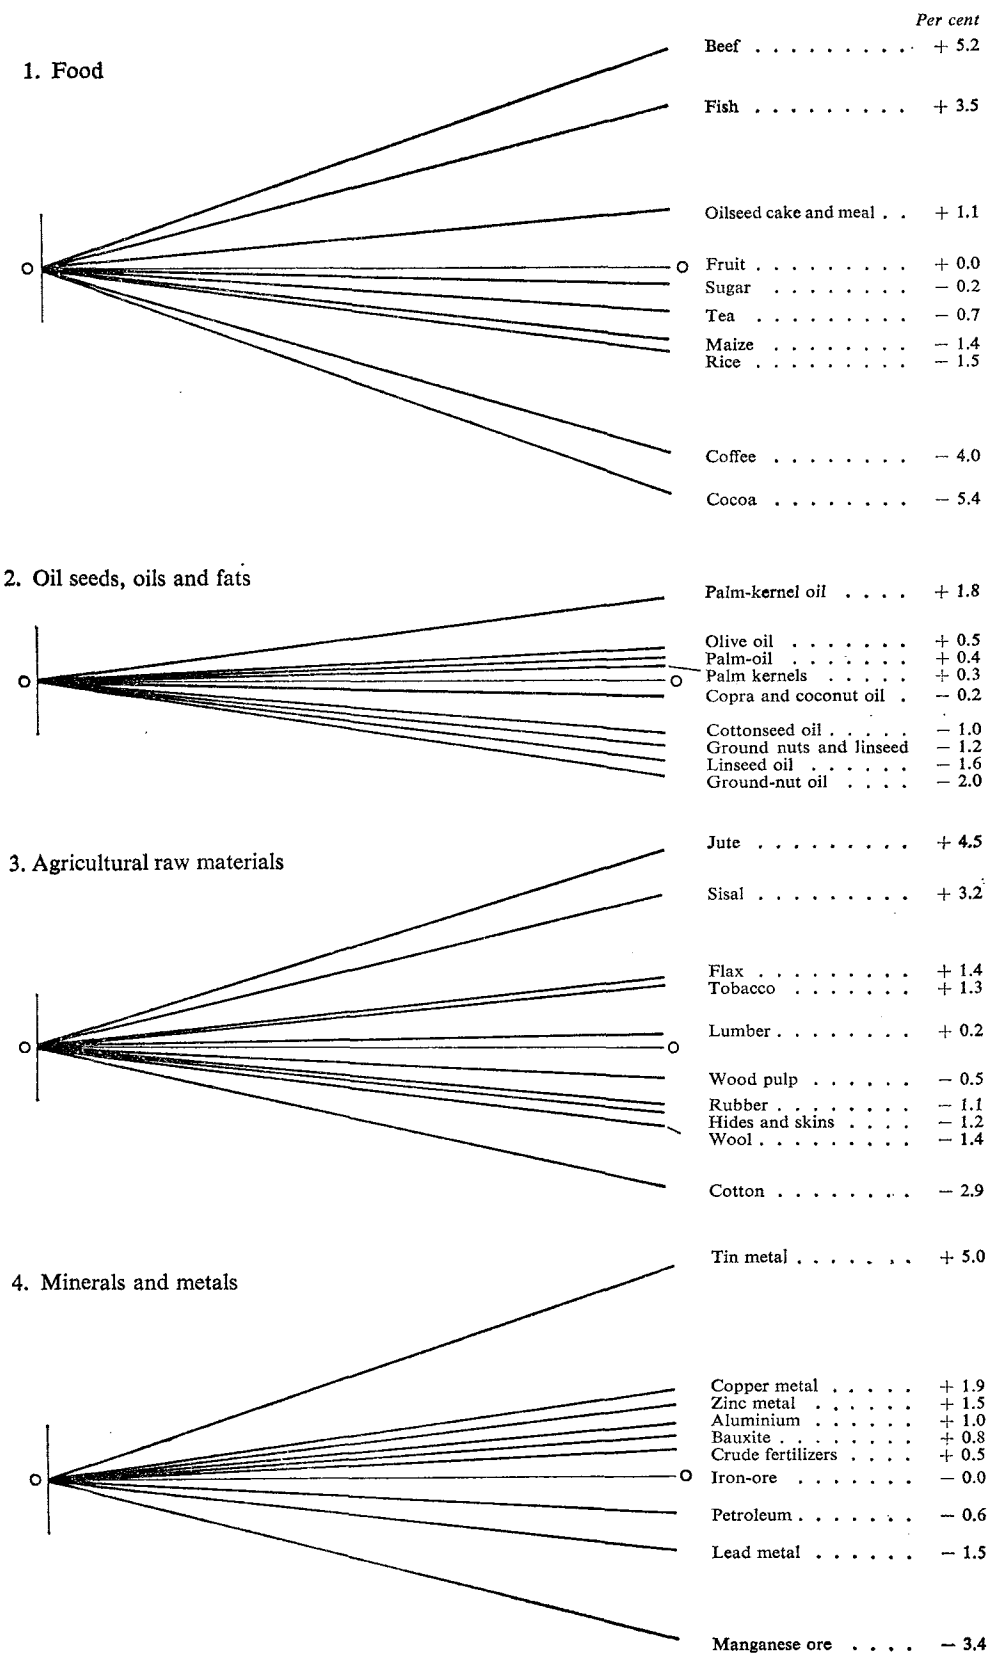 Per cent
1. Food
Beef . . . . . . . . . + 5.2
Fish . . . . . . . . . + 3.5
Oilseed cake and meal . . + 1.1
O O Fruit . . . . . . . . . + 0.0
Sugar . . . . . . . . − 0.2
Tea . . . . . . . . . − 0.7
Maize . . . . . . . . − 1.4
Rice . . . . . . . . . − 1.5
Coffee . . . . . . . . − 4.0
Cocoa . . . . . . . . − 5.4
2. Oil seeds, oils and fats
Palm-kernel oil . . . . + 1.8
Olive oil . . . . . . . + 0.5
Palm-oil . . . . . . . + 0.4
Palm kernels . . . . . + 0.3
O O
Copra and coconut oil . − 0.2
Cottonseed oil . . . . . − 1.0
Ground nuts and linseed − 1.2
Linseed oil . . . . . . − 1.6
Ground-nut oil . . . . − 2.0
3. Agricultural raw materials
Jute . . . . . . . . . + 4.5
Sisal . . . . . . . . . + 3.2
Flax . . . . . . . . . + 1.4
Tobacco . . . . . . . + 1.3
Lumber . . . . . . . . + 0.2
O O
Wood pulp . . . . . . − 0.5
Rubber . . . . . . . . − 1.1
Hides and skins . . . . − 1.2
Wool . . . . . . . . . − 1.4
Cotton . . . . . . . . − 2.9
4. Minerals and metals
Tin metal . . . . . . . + 5.0
Copper metal . . . . . + 1.9
Zinc metal . . . . . . + 1.5
Aluminium . . . . . . + 1.0
Bauxite . . . . . . . . + 0.8
Crude fertilizers . . . . + 0.5
O O Iron-ore . . . . . . . − 0.0
Petroleum . . . . . . . − 0.6
Lead metal . . . . . . − 1.5
Manganese ore . . . . − 3.4